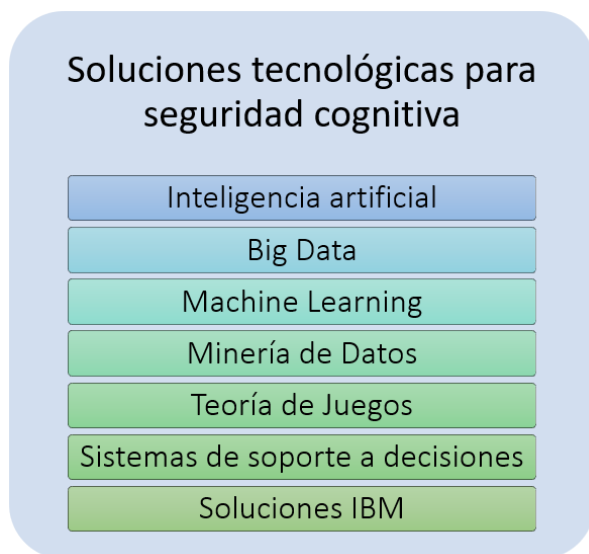 Soluciones tecnológicas para
seguridad cognitiva
Inteligencia artificial
Big Data
Machine Learning
Minería de Datos
Teoría de Juegos
Sistemas de soporte a decisiones
Soluciones IBM